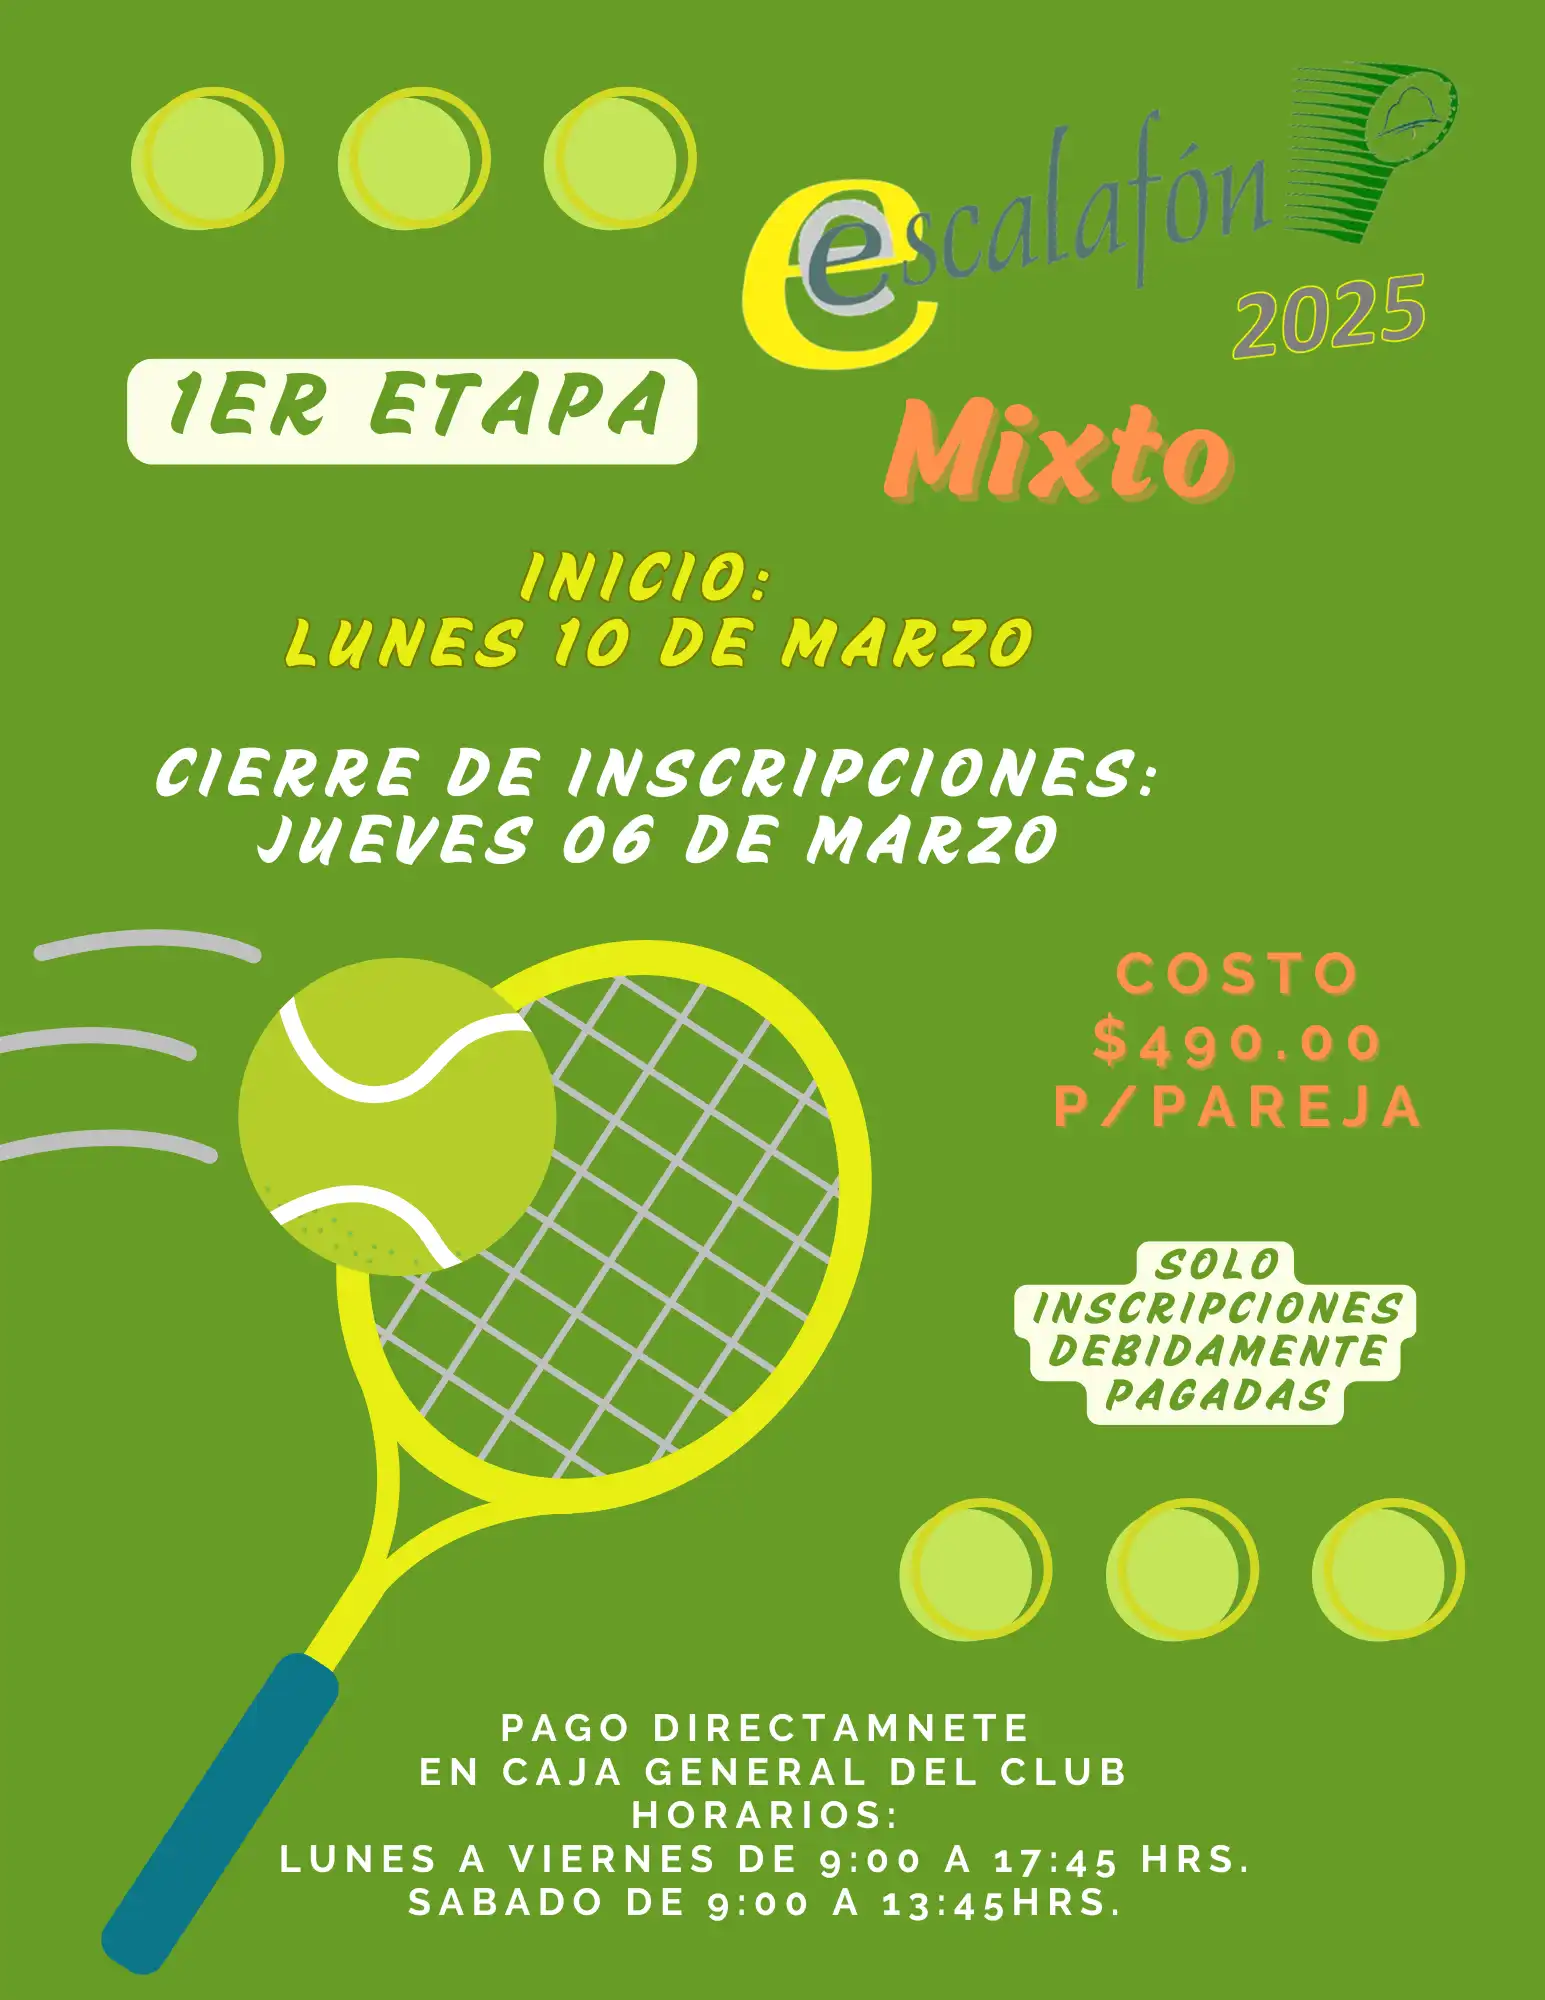 escalafón
2025
1ER ETAPA
Mixto
INICIO:
LUNES 10 DE MARZO
CIERRE DE INSCRIPCIONES:
JUEVES 06 DE MARZO
COSTO
$490.00
P/PAREJA
SOLO
INSCRIPCIONES
DEBIDAMENTE
PAGADAS
PAGO DIRECTAMNETE
EN CAJA GENERAL DEL CLUB
HORARIOS:
LUNES A VIERNES DE 9:00 A 17:45 HRS.
SABADO DE 9:00 A 13:45HRS.